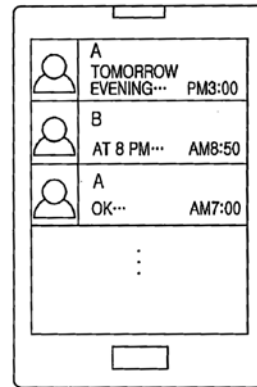 A
TOMORROW
EVENING··· PM3:00
B
AT 8 PM··· AM8:50
A
OK··· AM7:00